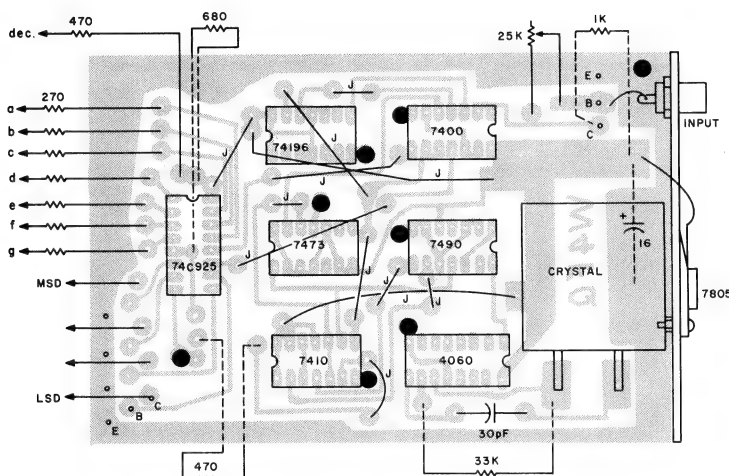 470
680
1K
dec.
25K
E
270
J
a
74196
7400
B
INPUT
b
J
C
c
J
J
d
J
J
e
J
f
+
7473
7490
16
g
74C925
J
J
CRYSTAL
J
MSD
J
J
7805
7410
4060
J
LSD
C
B
E
30pF
470
33K